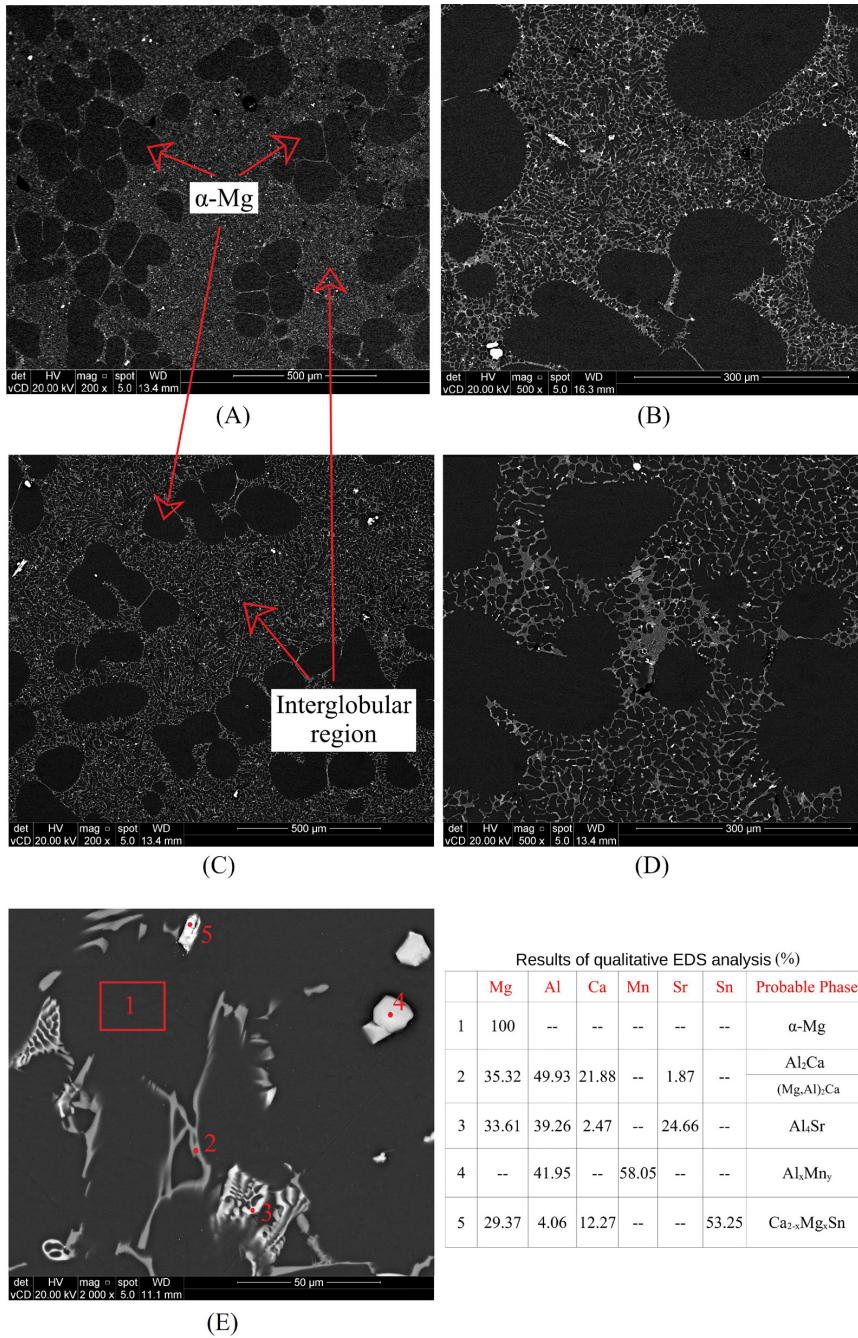 α-Mg
det HV mag □ spot WD 500 µm
vCD 20.00 kV 200 x 5.0 13.4 mm
(A)
det HV mag □ spot WD 300 µm
vCD 20.00 kV 500 x 5.0 16.3 mm
(B)
Interglobular
region
det HV mag □ spot WD 500 µm
vCD 20.00 kV 200 x 5.0 13.4 mm
(C)
det HV mag □ spot WD 300 µm
vCD 20.00 kV 500 x 5.0 13.4 mm
(D)
5
1
4
2
3
det HV mag □ spot WD 50 µm
vCD 20.00 kV 2 000 x 5.0 11.1 mm
(E)
Results of qualitative EDS analysis (%)
Mg Al Ca Mn Sr Sn Probable Phase
1 100 -- -- -- -- -- α-Mg
2 35.32 49.93 21.88 -- 1.87 -- Al₂Ca
(Mg,Al)₂Ca
3 33.61 39.26 2.47 -- 24.66 -- Al₄Sr
4 -- 41.95 -- 58.05 -- -- AlₓMnᵧ
5 29.37 4.06 12.27 -- -- 53.25 Ca₂₋ₓMgₓSn